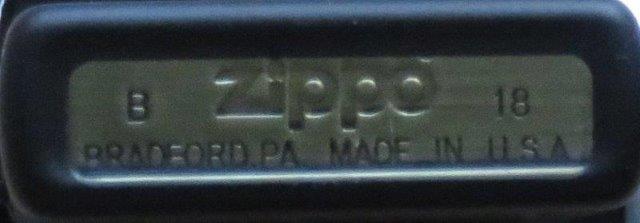 B Zippo 18
BRADFORD, PA. MADE IN U.S.A.